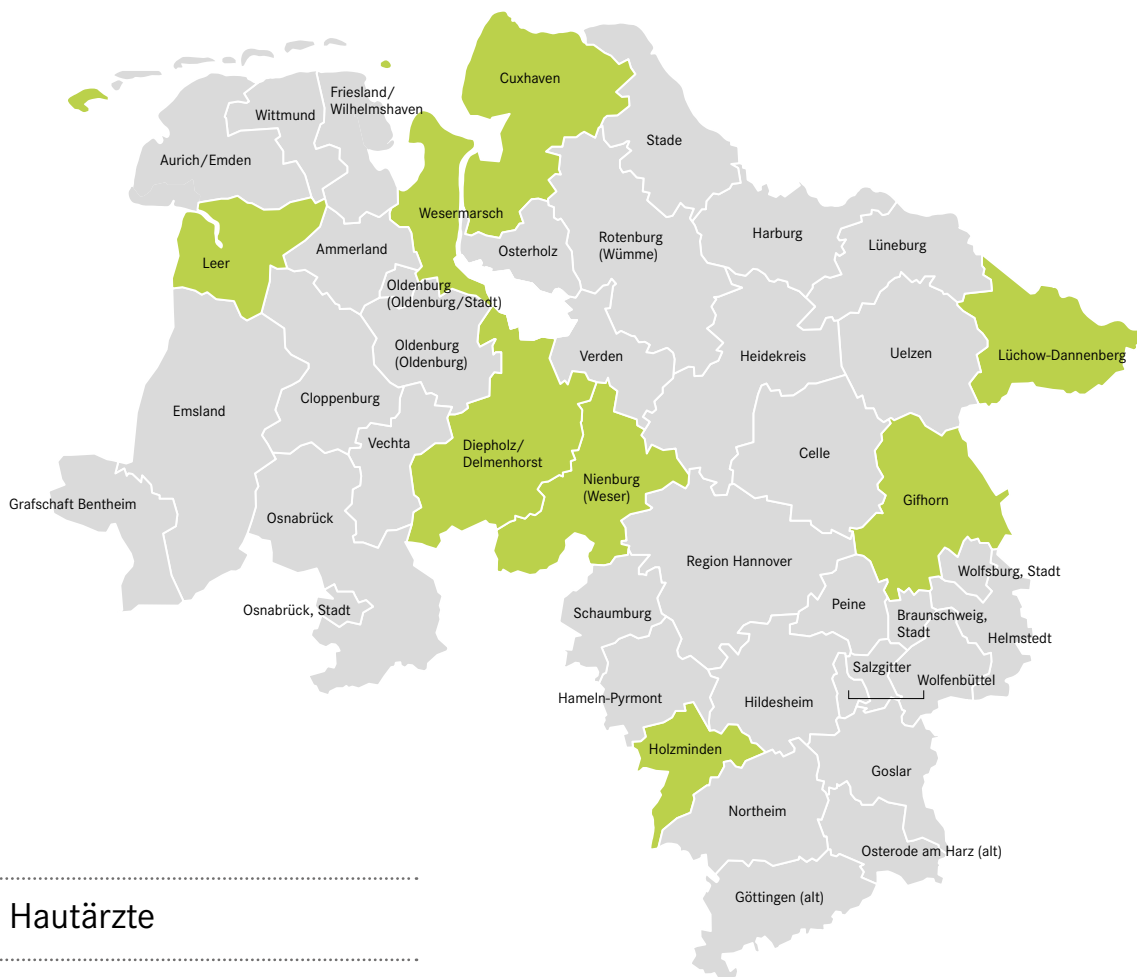 Cuxhaven
Friesland/
Wilhelmshaven
Wittmund
Stade
Aurich/Emden
Wesermarsch
Harburg
Rotenburg
(Wümme)
Lüneburg
Ammerland
Osterholz
Leer
Oldenburg
(Oldenburg/Stadt)
Oldenburg
(Oldenburg)
Verden
Heidekreis
Uelzen
Lüchow-Dannenberg
Emsland
Cloppenburg
Vechta
Diepholz/
Delmenhorst
Celle
Nienburg
(Weser)
Gifhorn
Grafschaft Bentheim
Osnabrück
Region Hannover
Wolfsburg, Stadt
Osnabrück, Stadt
Schaumburg
Peine
Braunschweig,
Stadt
Helmstedt
Salzgitter
Wolfenbüttel
Hameln-Pyrmont
Hildesheim
Holzminden
Goslar
Northeim
Osterode am Harz (alt)
Göttingen (alt)
Hautärzte